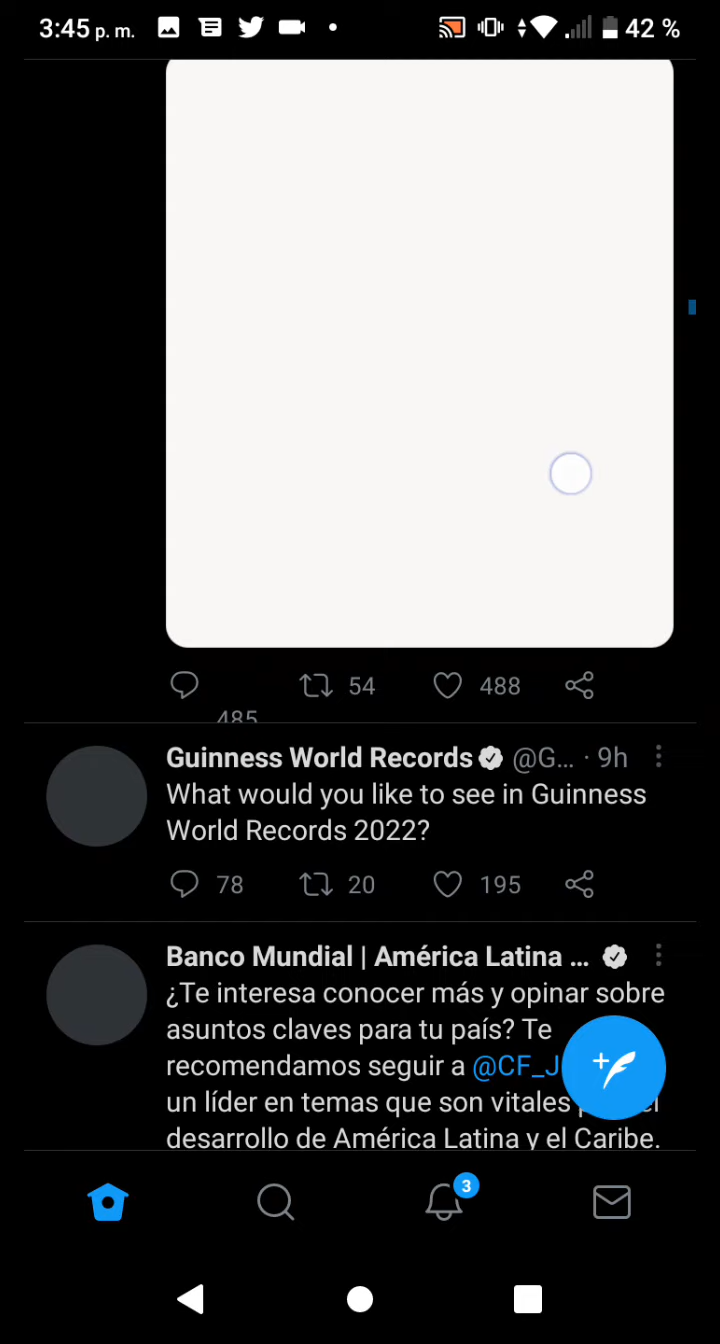 3:45 p. m. 42 %
54 488
485
Guinness World Records @G... · 9h
What would you like to see in Guinness
World Records 2022?
78 20 195
Banco Mundial | América Latina ...
¿Te interesa conocer más y opinar sobre
asuntos claves para tu país? Te
recomendamos seguir a @CF_J
un líder en temas que son vitales
desarrollo de América Latina y el Caribe.
3